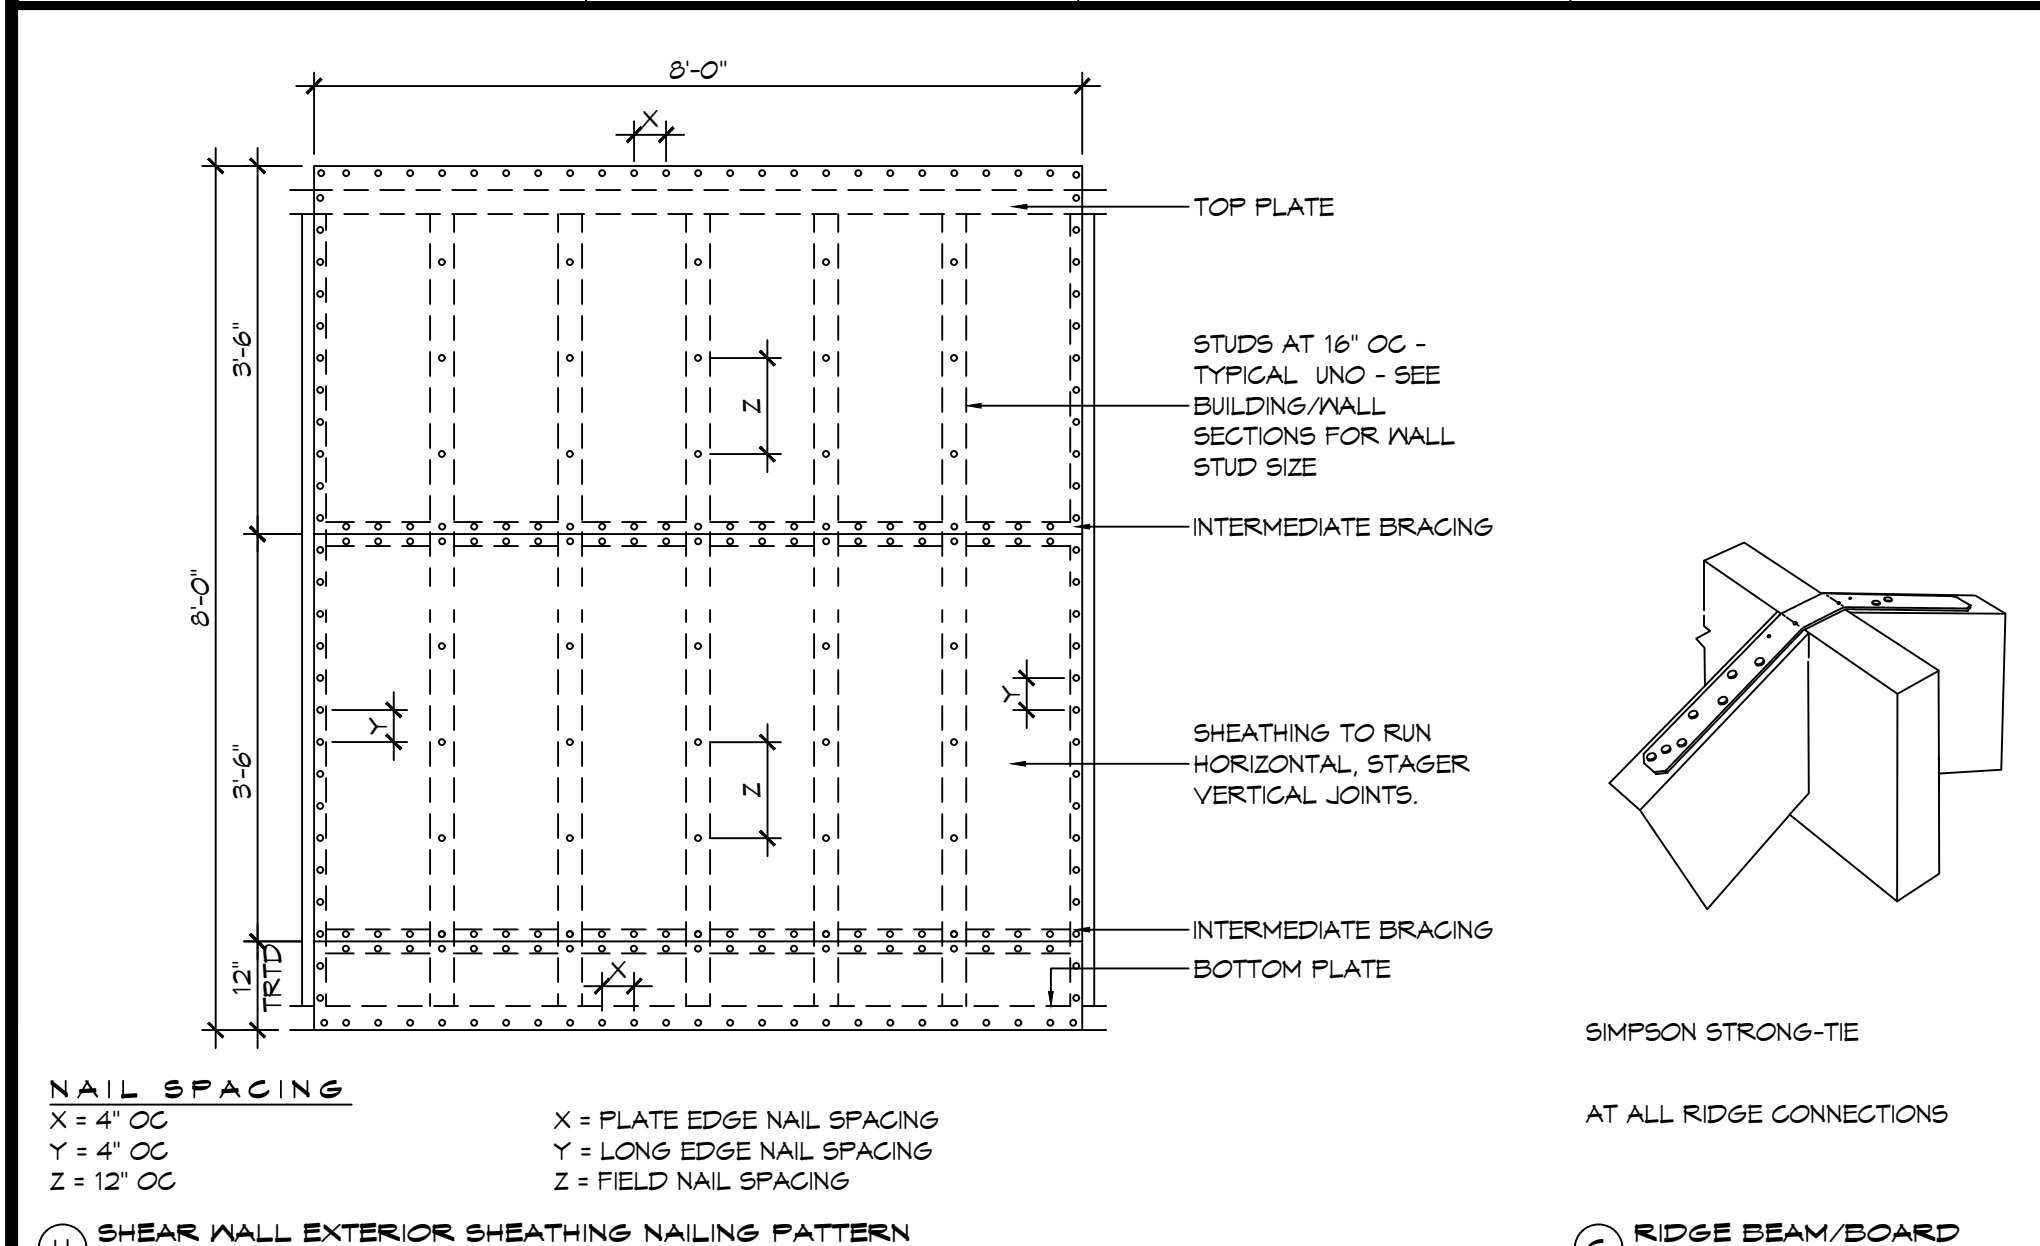 8'-0"
X
TOP PLATE
3'-6"
STUDS AT 16" OC -
TYPICAL UNO - SEE
BUILDING/WALL
SECTIONS FOR WALL
STUD SIZE
Z
INTERMEDIATE BRACING
8'-0"
Y
Y
3'-6"
Z
SHEATHING TO RUN
HORIZONTAL, STAGER
VERTICAL JOINTS.
INTERMEDIATE BRACING
BOTTOM PLATE
12"
TRTD
X
SIMPSON STRONG-TIE
AT ALL RIDGE CONNECTIONS
NAIL SPACING
X = 4" OC
Y = 4" OC
Z = 12" OC
X = PLATE EDGE NAIL SPACING
Y = LONG EDGE NAIL SPACING
Z = FIELD NAIL SPACING
SHEAR WALL EXTERIOR SHEATHING NAILING PATTERN
RIDGE BEAM/BOARD